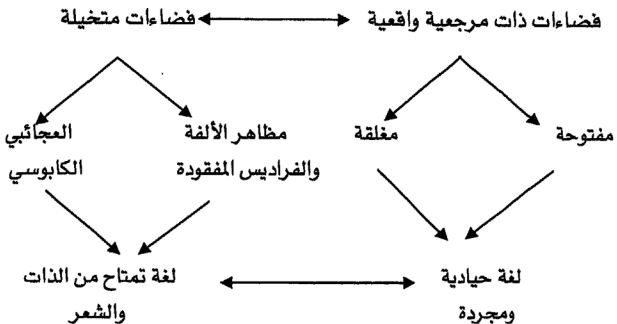 فضاءات ذات مرجعية واقعية
فضاءات متخيلة
مفتوحة
مغلقة
مظاهر الألفة
والفراديس المفقودة
العجائبي
الكابوسي
لغة حيادية
ومجردة
لغة تمتاح من الذات
والشعر